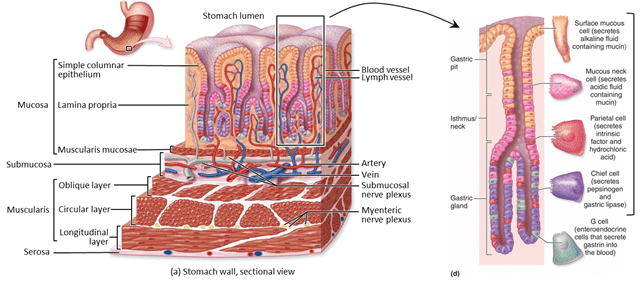 Stomach lumen
Simple columnar
epithelium
Mucosa
Lamina propria
Muscularis mucosae
Submucosa
Oblique layer
Muscularis
Circular layer
Longitudinal
layer
Serosa
Blood vessel
Lymph vessel
Artery
Vein
Submucosal
nerve plexus
Myenteric
nerve plexus
(a) Stomach wall, sectional view
Gastric
pit
Isthmus/
neck
Gastric
gland
Surface mucous
cell (secretes
alkaline fluid
containing mucin)
Mucous neck
cell (secretes
acidic fluid
containing
mucin)
Parietal cell
(secretes
intrinsic
factor and
hydrochloric
acid)
Chief cell
(secretes
pepsinogen
and
gastric lipase)
G cell
(enteroendocrine
cells that secrete
gastrin into
the blood)
(d)